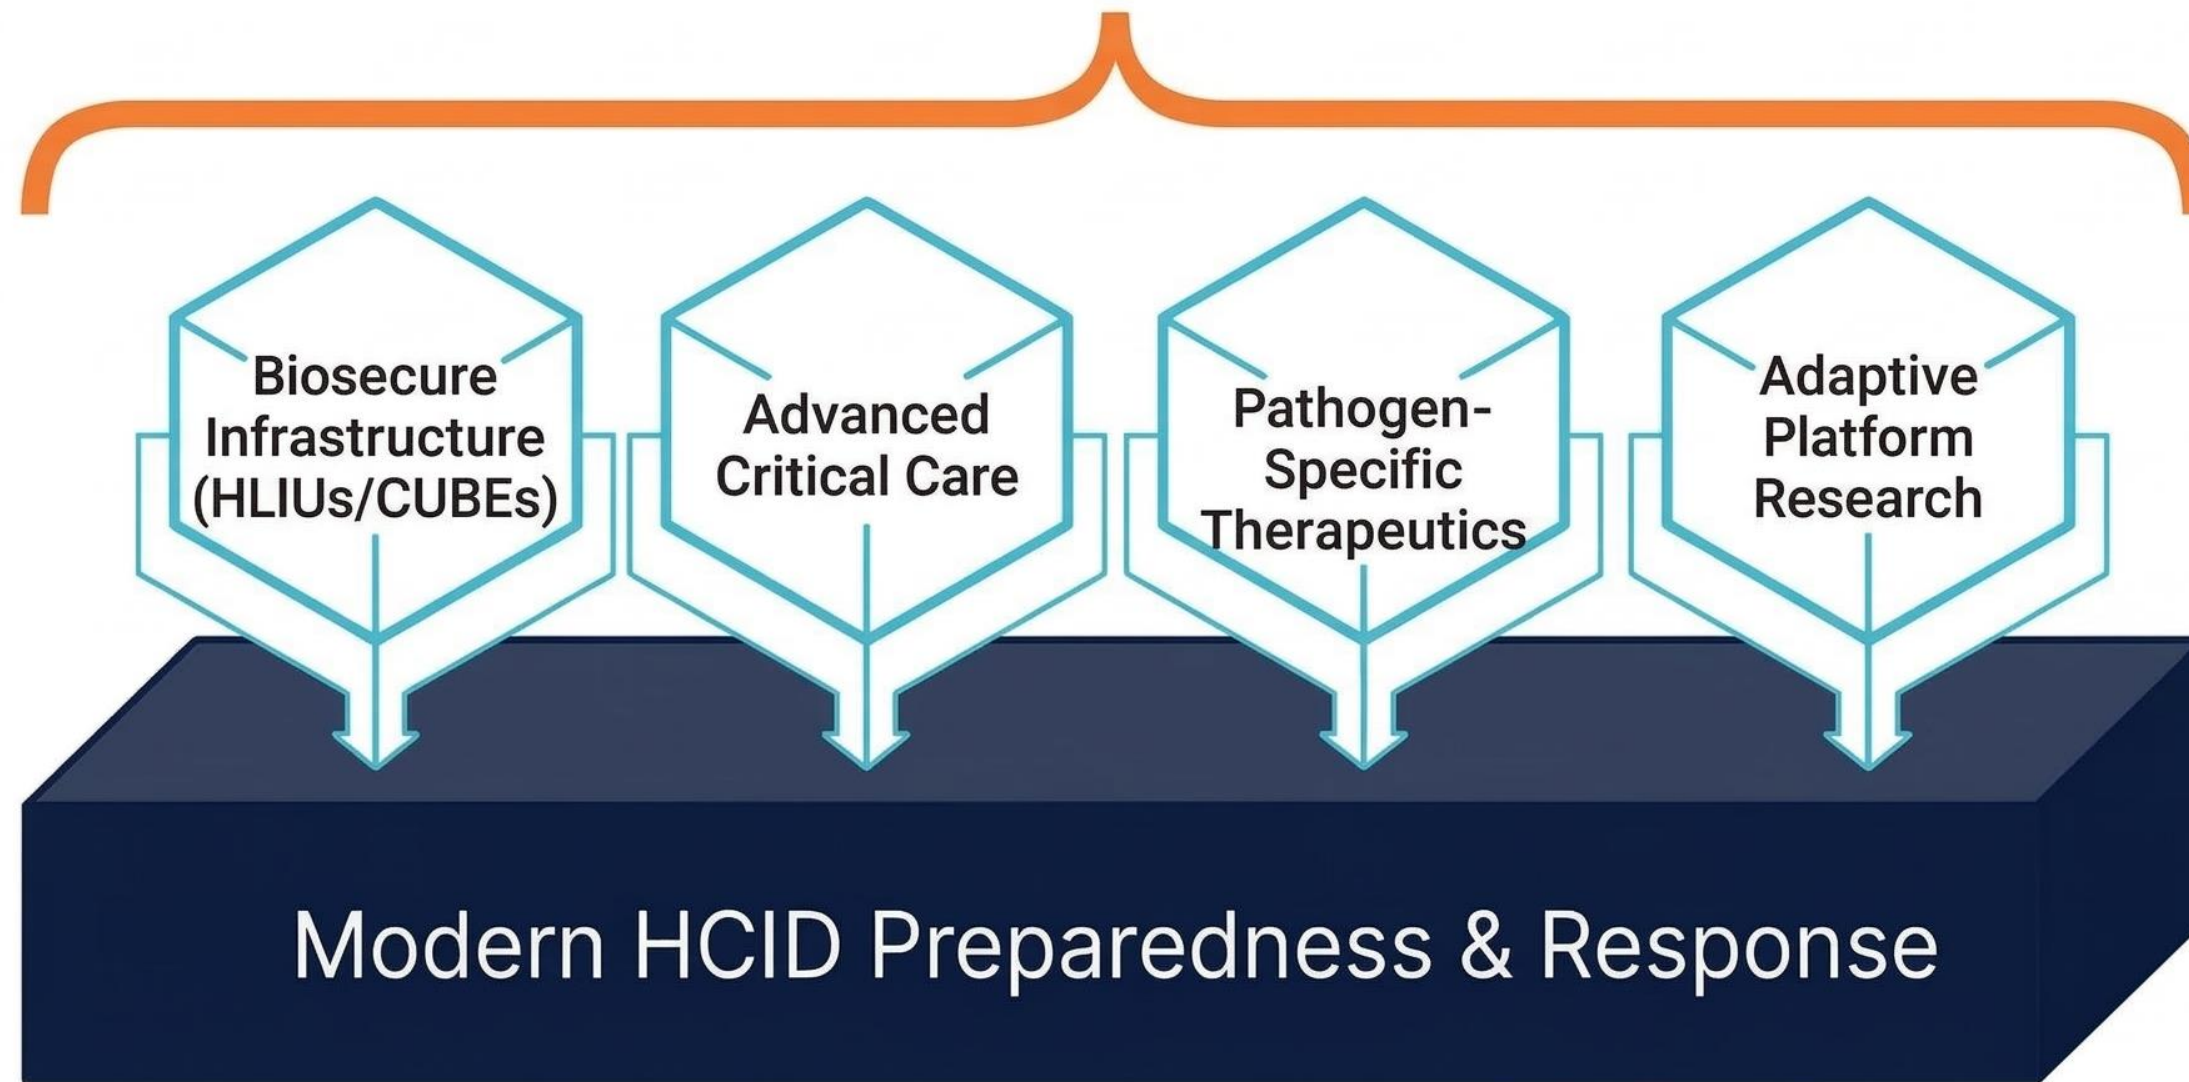 Biosecure
Infrastructure
(HLIUs/CUBEs)
Advanced
Critical Care
Pathogen-
Specific
Therapeutics
Adaptive
Platform
Research
Modern HCID Preparedness & Response